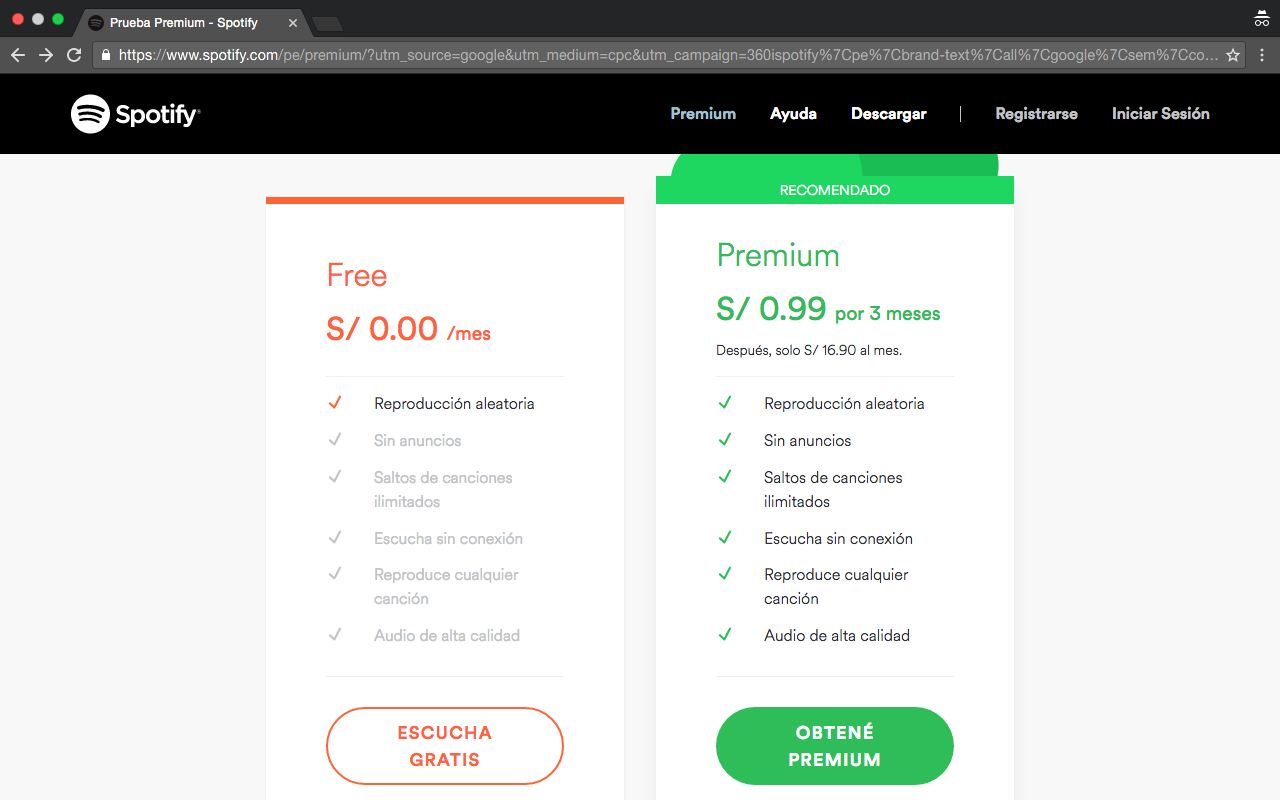 Prueba Premium - Spotify
https://www.spotify.com/pe/premium/?utm_source=google&utm_medium=cpc&utm_campaign=360ispotify%7Cpe%7Cbrand-text%7Call%7Cgoogle%7Csem%7Cco...
Spotify®
Premium Ayuda Descargar | Registrarse Iniciar Sesión
Free
S/ 0.00 /mes
Reproducción aleatoria
Sin anuncios
Saltos de canciones
ilimitados
Escucha sin conexión
Reproduce cualquier
canción
Audio de alta calidad
ESCUCHA
GRATIS
RECOMENDADO
Premium
S/ 0.99 por 3 meses
Después, solo S/ 16.90 al mes.
Reproducción aleatoria
Sin anuncios
Saltos de canciones
ilimitados
Escucha sin conexión
Reproduce cualquier
canción
Audio de alta calidad
OBTENÉ
PREMIUM